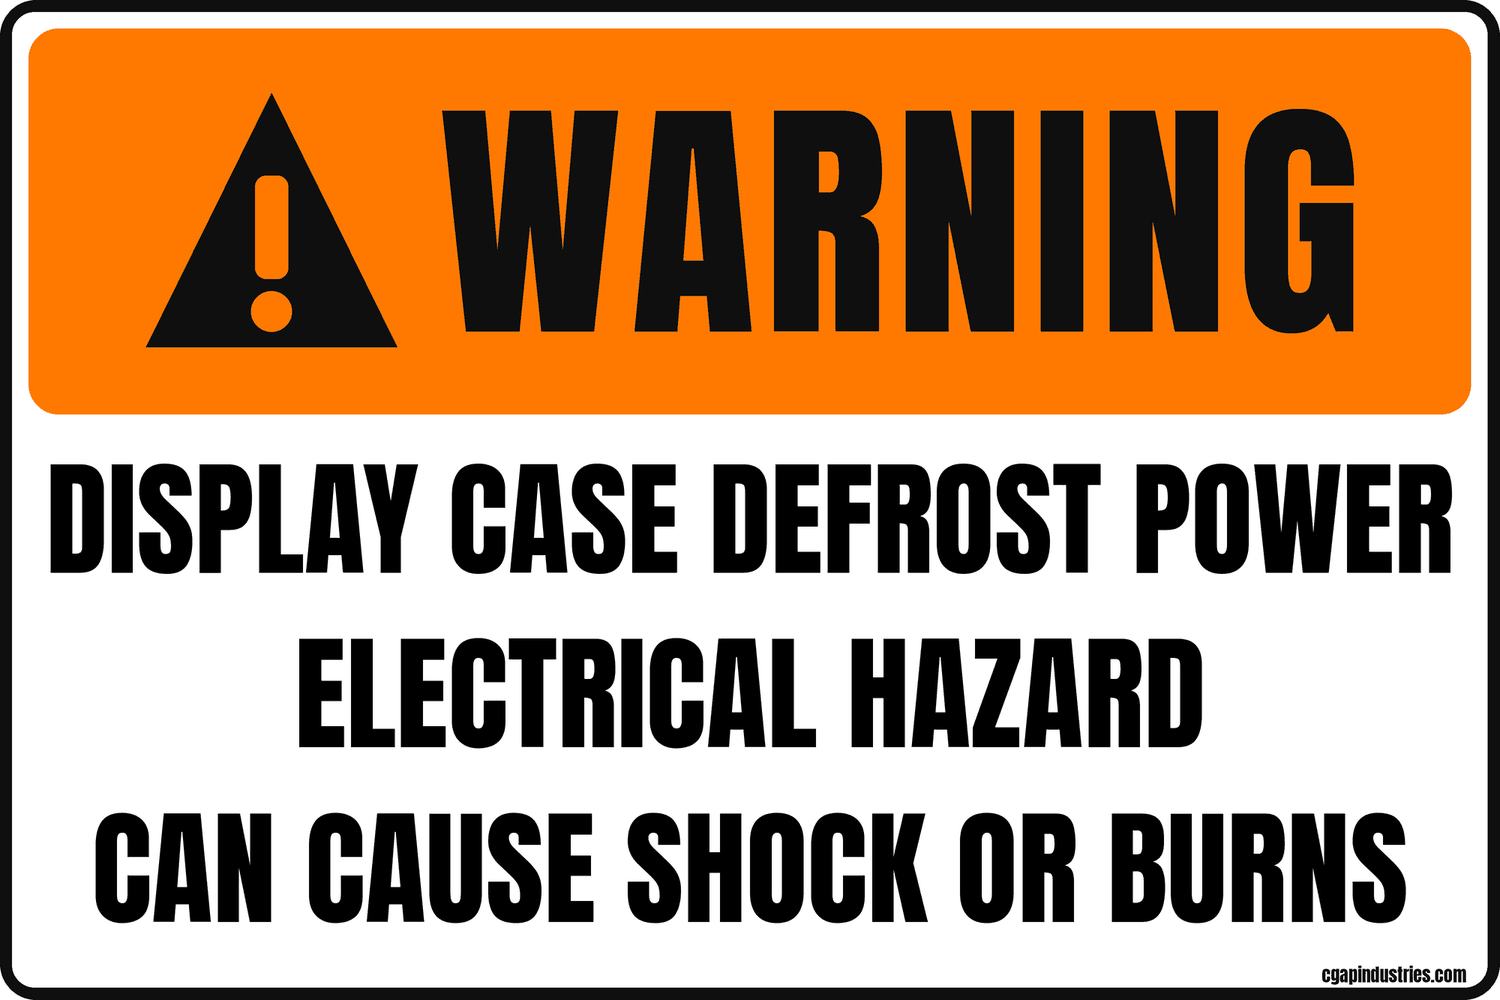 WARNING
DISPLAY CASE DEFROST POWER
ELECTRICAL HAZARD
CAN CAUSE SHOCK OR BURNS
cgapindustries.com